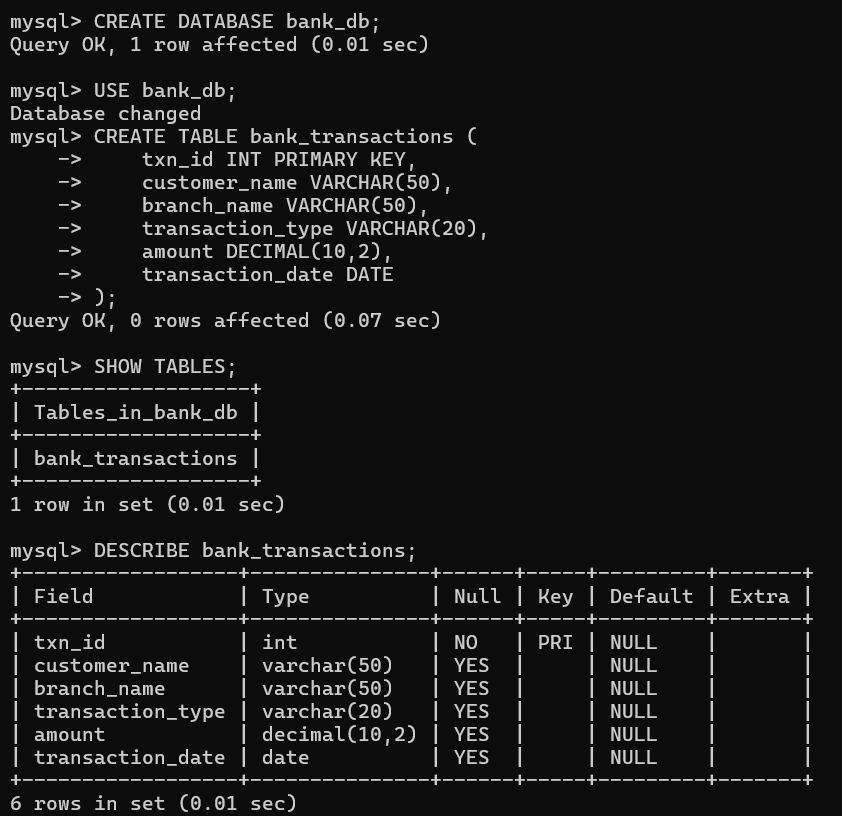 mysql> CREATE DATABASE bank_db;
Query OK, 1 row affected (0.01 sec)

mysql> USE bank_db;
Database changed
mysql> CREATE TABLE bank_transactions (
    ->     txn_id INT PRIMARY KEY,
    ->     customer_name VARCHAR(50),
    ->     branch_name VARCHAR(50),
    ->     transaction_type VARCHAR(20),
    ->     amount DECIMAL(10,2),
    ->     transaction_date DATE
    -> );
Query OK, 0 rows affected (0.07 sec)

mysql> SHOW TABLES;
+-------------------+
| Tables_in_bank_db |
+-------------------+
| bank_transactions |
+-------------------+
1 row in set (0.01 sec)

mysql> DESCRIBE bank_transactions;
+------------------+---------------+------+-----+---------+-------+
| Field            | Type          | Null | Key | Default | Extra |
+------------------+---------------+------+-----+---------+-------+
| txn_id           | int           | NO   | PRI | NULL    |       |
| customer_name    | varchar(50)   | YES  |     | NULL    |       |
| branch_name      | varchar(50)   | YES  |     | NULL    |       |
| transaction_type | varchar(20)   | YES  |     | NULL    |       |
| amount           | decimal(10,2) | YES  |     | NULL    |       |
| transaction_date | date          | YES  |     | NULL    |       |
+------------------+---------------+------+-----+---------+-------+
6 rows in set (0.01 sec)